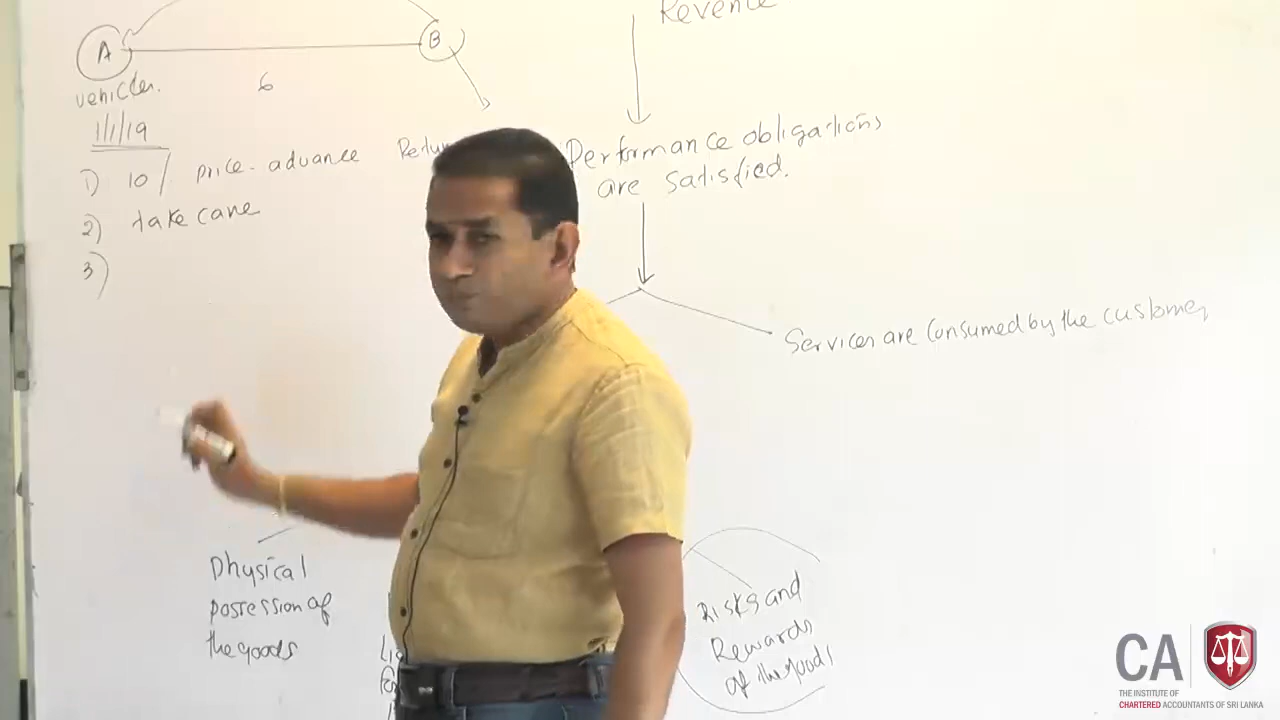 Revenue
A
B
vehicles.
6
1/1/19
1) 10% price advance
2) take care
3)
Performance obligations
are satisfied.
Services are consumed by the customer
Physical
possession of
the goods
Risks and
Rewards
of the goods
CA
THE INSTITUTE OF
CHARTERED ACCOUNTANTS OF SRI LANKA